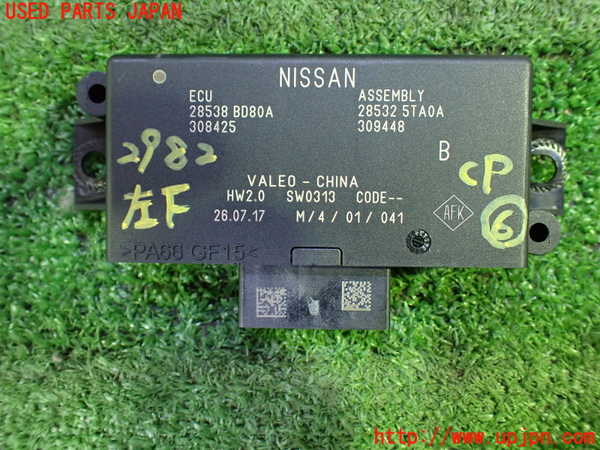 USED PARTS JAPAN
NISSAN
ECU
28538 BD80A
308425
ASSEMBLY
28532 5TA0A
309448
B
VALEO - CHINA
HW2.0 SW0313 CODE--
26.07.17 M/4/01/041
AFK
>PA66 GF15<
2982
左F
CP
6
http://www.upjpn.com